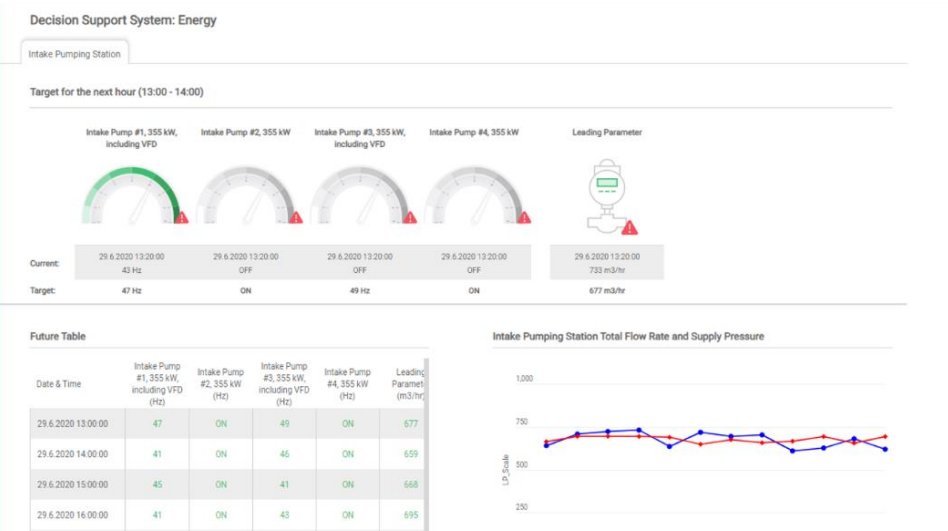 Decision Support System: Energy
Intake Pumping Station
Target for the next hour (13:00 - 14:00)
Intake Pump #1, 355 kW, including VFD
Intake Pump #2, 355 kW
Intake Pump #3, 355 kW, including VFD
Intake Pump #4, 355 kW
Leading Parameter
Current:
29.6.2020 13:20:00
43 Hz
29.6.2020 13:20:00
OFF
29.6.2020 13:20:00
OFF
29.6.2020 13:20:00
OFF
29.6.2020 13:20:00
733 m3/hr
Target:
47 Hz
ON
49 Hz
ON
677 m3/hr
Future Table
Date & Time
Intake Pump #1, 355 kW, including VFD (Hz)
Intake Pump #2, 355 kW (Hz)
Intake Pump #3, 355 kW, including VFD (Hz)
Intake Pump #4, 355 kW (Hz)
Leading Paramet (m3/hr)
29.6.2020 13:00:00 47 ON 49 ON 677
29.6.2020 14:00:00 41 ON 46 ON 659
29.6.2020 15:00:00 45 ON 41 ON 668
29.6.2020 16:00:00 41 ON 43 ON 695
Intake Pumping Station Total Flow Rate and Supply Pressure
1,000
750
500
250
LP_Scale